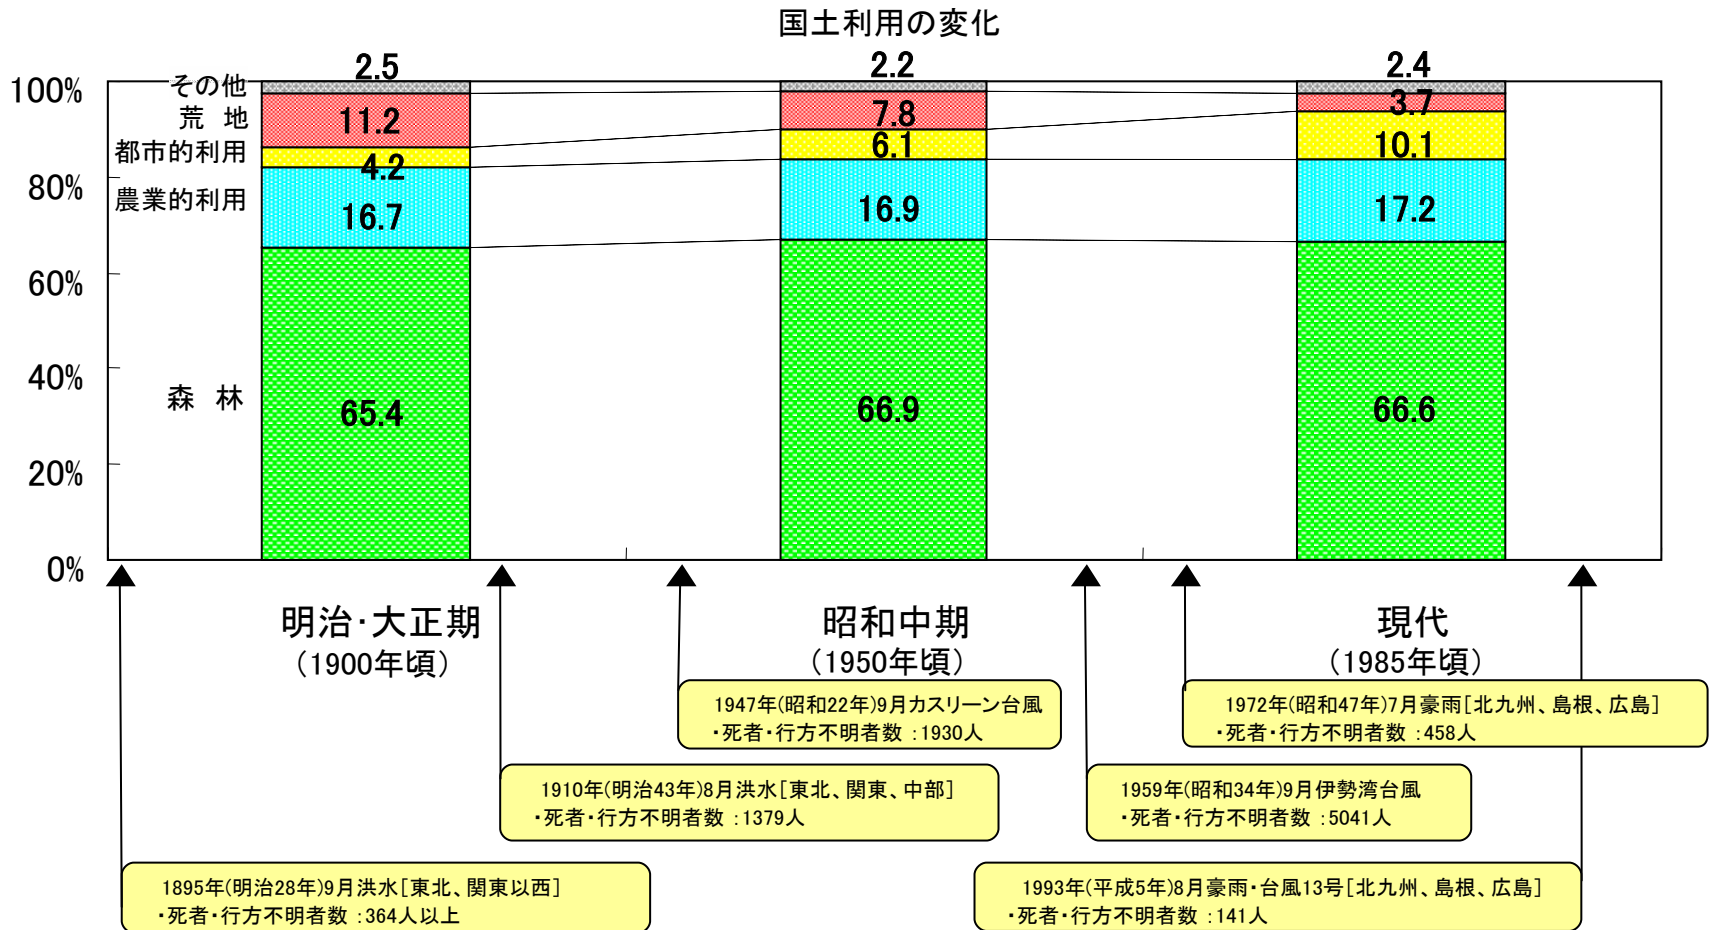 国土利用の変化
2.5 2.2 2.4
100%
その他
荒 地 11.2 7.8 3.7
都市的利用 4.2 6.1 10.1
80%
農業的利用 16.7 16.9 17.2
60%
40%
森 林 65.4 66.9 66.6
20%
0%
明治・大正期 昭和中期 現代
(1900年頃) (1950年頃) (1985年頃)
1947年(昭和22年)9月カスリーン台風
・死者・行方不明者数 :1930人
1972年(昭和47年)7月豪雨[北九州、島根、広島]
・死者・行方不明者数 :458人
1910年(明治43年)8月洪水[東北、関東、中部]
・死者・行方不明者数 :1379人
1959年(昭和34年)9月伊勢湾台風
・死者・行方不明者数 :5041人
1895年(明治28年)9月洪水[東北、関東以西]
・死者・行方不明者数 :364人以上
1993年(平成5年)8月豪雨・台風13号[北九州、島根、広島]
・死者・行方不明者数 :141人